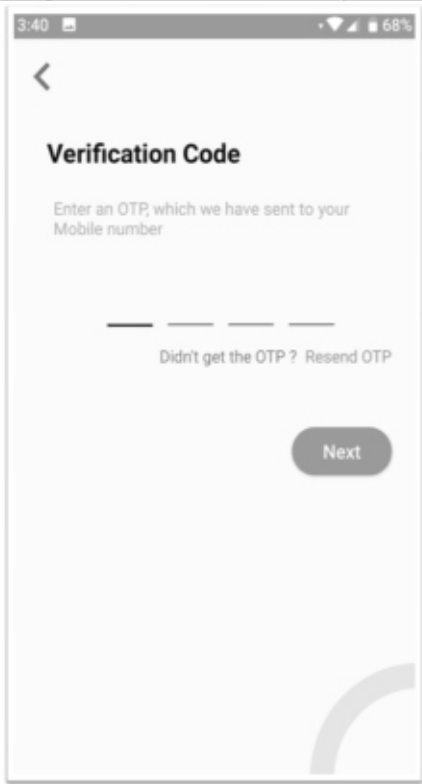 3:40 68%
Verification Code
Enter an OTP, which we have sent to your
Mobile number
Didn't get the OTP ? Resend OTP
Next